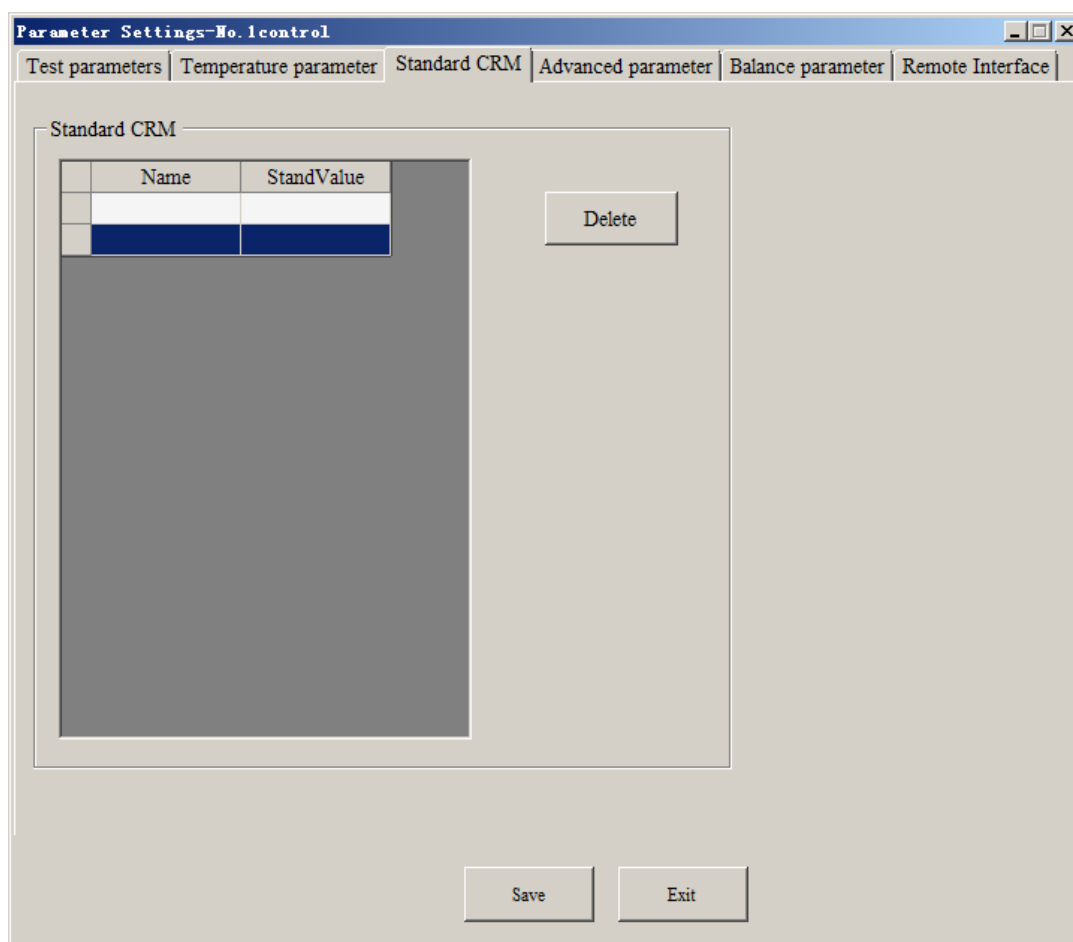 Parameter Settings-No.1control
Test parameters Temperature parameter Standard CRM Advanced parameter Balance parameter Remote Interface
Standard CRM
Name StandValue
Delete
Save Exit